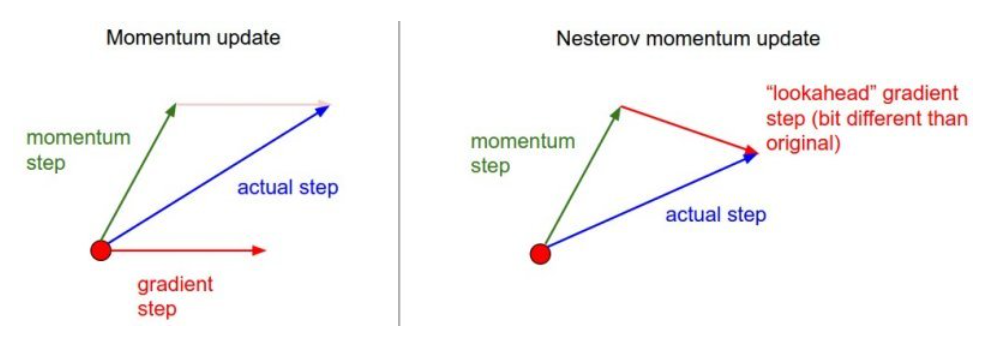 Momentum update
momentum
step
actual step
gradient
step
Nesterov momentum update
“lookahead” gradient
step (bit different than
original)
momentum
step
actual step